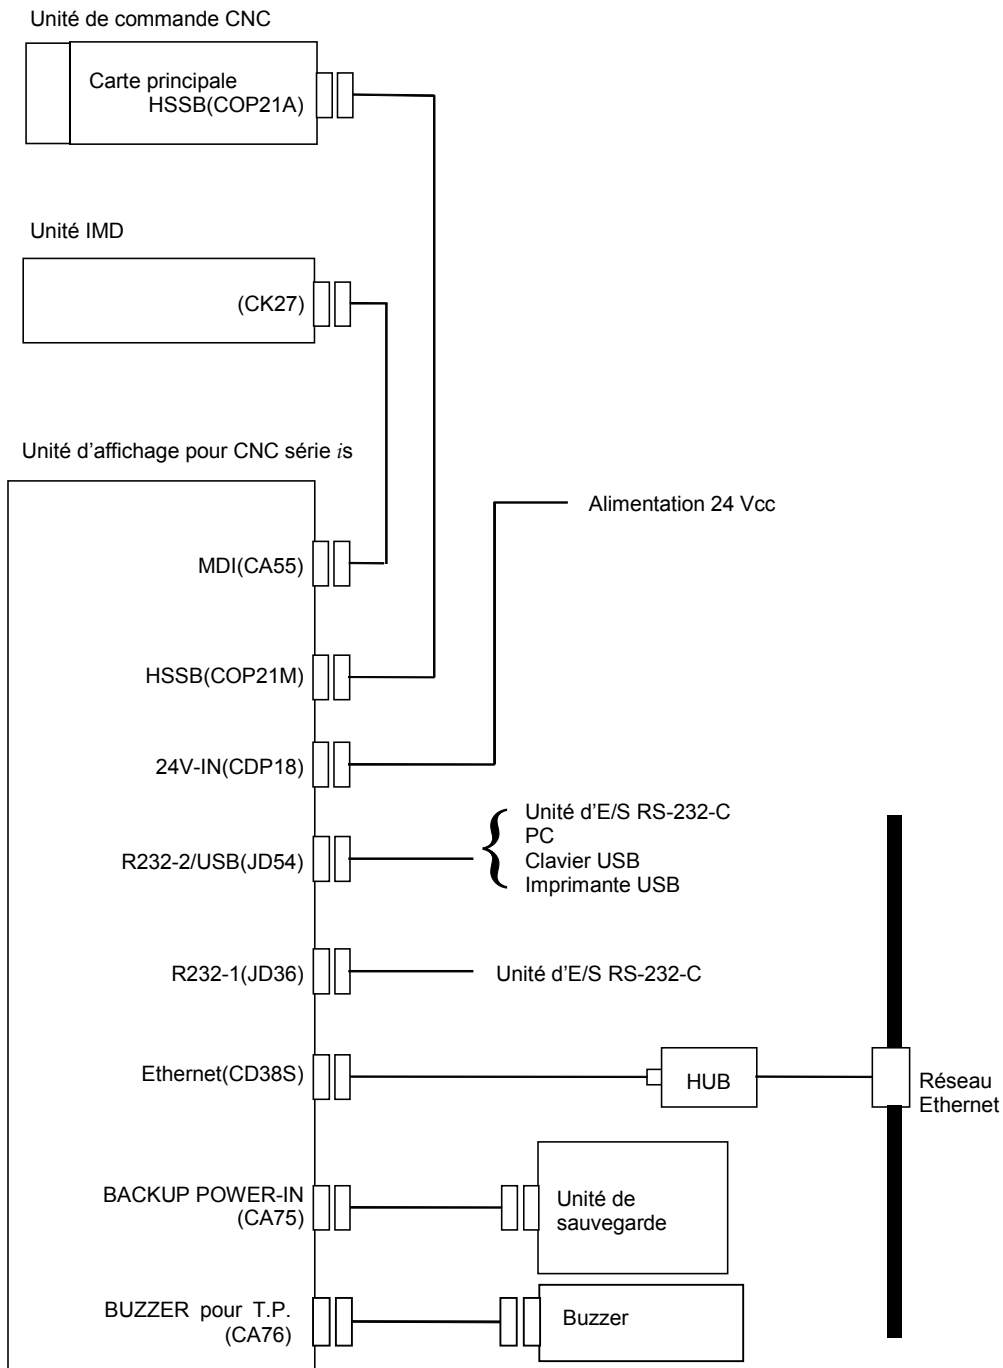 Unité de commande CNC
Carte principale
HSSB(COP21A)
Unité IMD
(CK27)
Unité d'affichage pour CNC série is
Alimentation 24 Vcc
MDI(CA55)
HSSB(COP21M)
24V-IN(CDP18)
R232-2/USB(JD54)
Unité d'E/S RS-232-C
PC
Clavier USB
Imprimante USB
R232-1(JD36)
Unité d'E/S RS-232-C
Ethernet(CD38S)
HUB
Réseau
Ethernet
BACKUP POWER-IN
(CA75)
Unité de
sauvegarde
BUZZER pour T.P.
(CA76)
Buzzer